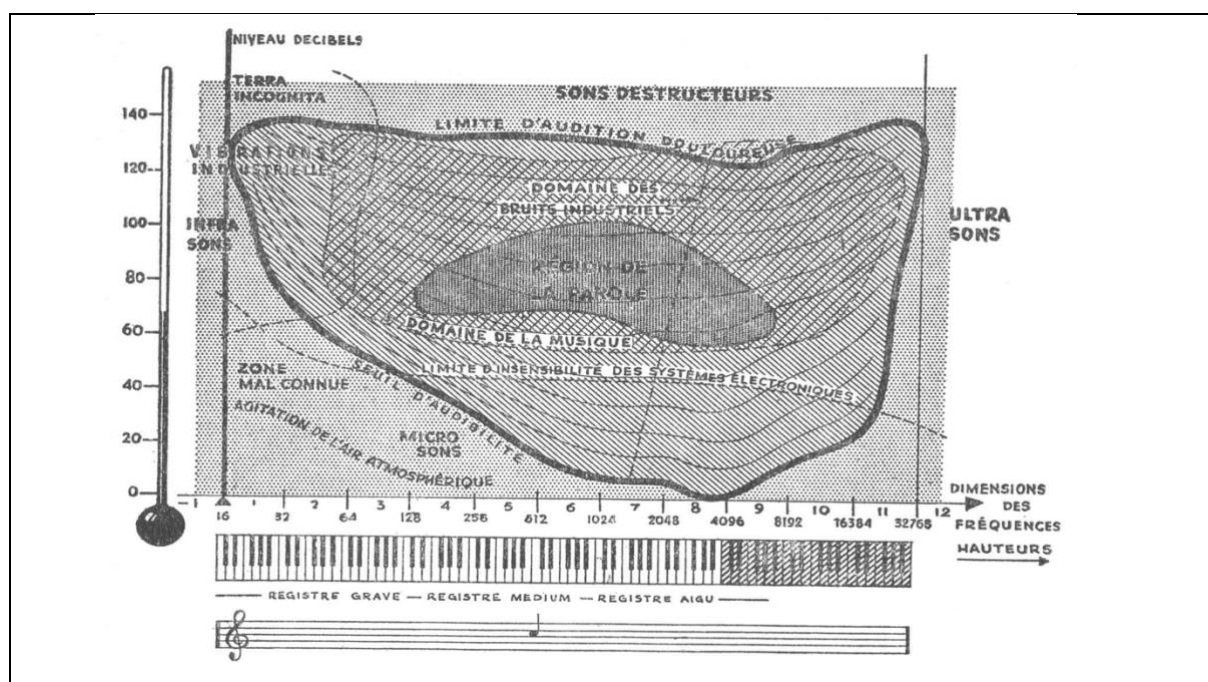 NIVEAU DECIBELS
TERRA
INCOGNITA
SONS DESTRUCTEURS
140
LIMITE D'AUDITION DOULOUREUSE
VIBRATIONS
INDUSTRIELLES
120
DOMAINE DES
BRUITS INDUSTRIELS
100
INFRA
SONS
ULTRA
SONS
80
RÉGION DE
LA PAROLE
60
DOMAINE DE LA MUSIQUE
ZONE
MAL CONNUE
40
SEUIL D'AUDIBILITÉ
LIMITE D'INSENSIBILITÉ DES SYSTÈMES ÉLECTRONIQUES
AGITATION DE L'AIR ATMOSPHÉRIQUE
20
MICRO
SONS
0
-1 1 2 3 4 5 6 7 8 9 10 11 12
16 32 64 128 256 512 1024 2048 4096 8192 16384 32768
DIMENSIONS
DES
FRÉQUENCES
HAUTEURS
REGISTRE GRAVE — REGISTRE MEDIUM — REGISTRE AIGU